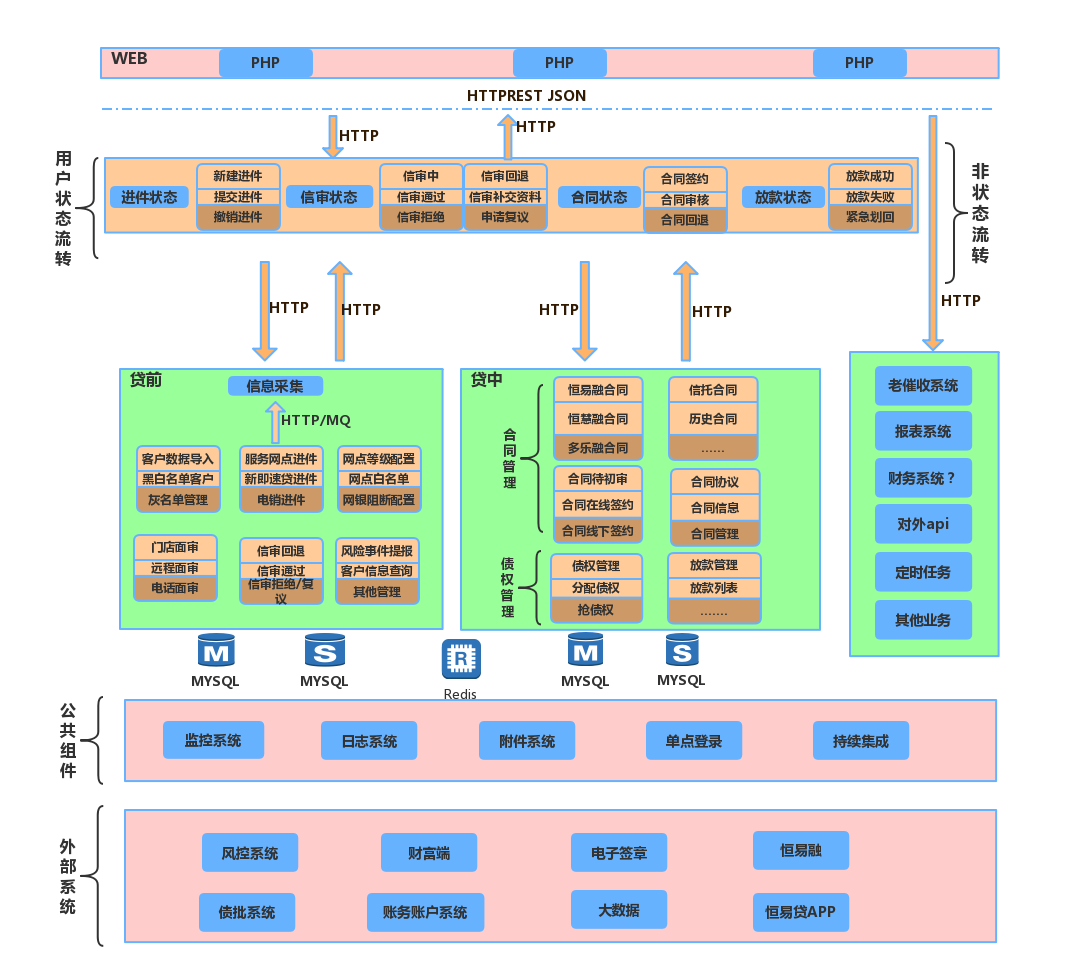 WEB
PHP
PHP
PHP
HTTPREST JSON
HTTP
HTTP
用户状态流转
进件状态
新建进件
提交进件
撤销进件
信审状态
信审中
信审通过
信审拒绝
信审回退
信审补交资料
申请复议
合同状态
合同签约
合同审核
合同回退
放款状态
放款成功
放款失败
紧急划回
非状态流转
HTTP
HTTP
HTTP
HTTP
HTTP
贷前
信息采集
HTTP/MQ
客户数据导入
黑白名单客户
灰名单管理
服务网点进件
新即速贷进件
电销进件
网点等级配置
网点白名单
网银阻断配置
门店面审
远程面审
电话面审
信审回退
信审通过
信审拒绝/复
议
风险事件提报
客户信息查询
其他管理
贷中
合同管理
恒易融合同
恒慧融合同
多乐融合同
信托合同
历史合同
......
合同待初审
合同在线签约
合同线下签约
合同协议
合同信息
合同管理
债权管理
债权管理
分配债权
抢债权
放款管理
放款列表
.......
老催收系统
报表系统
财务系统？
对外api
定时任务
其他业务
M
MYSQL
S
MYSQL
R
Redis
M
MYSQL
S
MYSQL
公共组件
监控系统
日志系统
附件系统
单点登录
持续集成
外部系统
风控系统
财富端
电子签章
恒易融
债批系统
账务账户系统
大数据
恒易贷APP